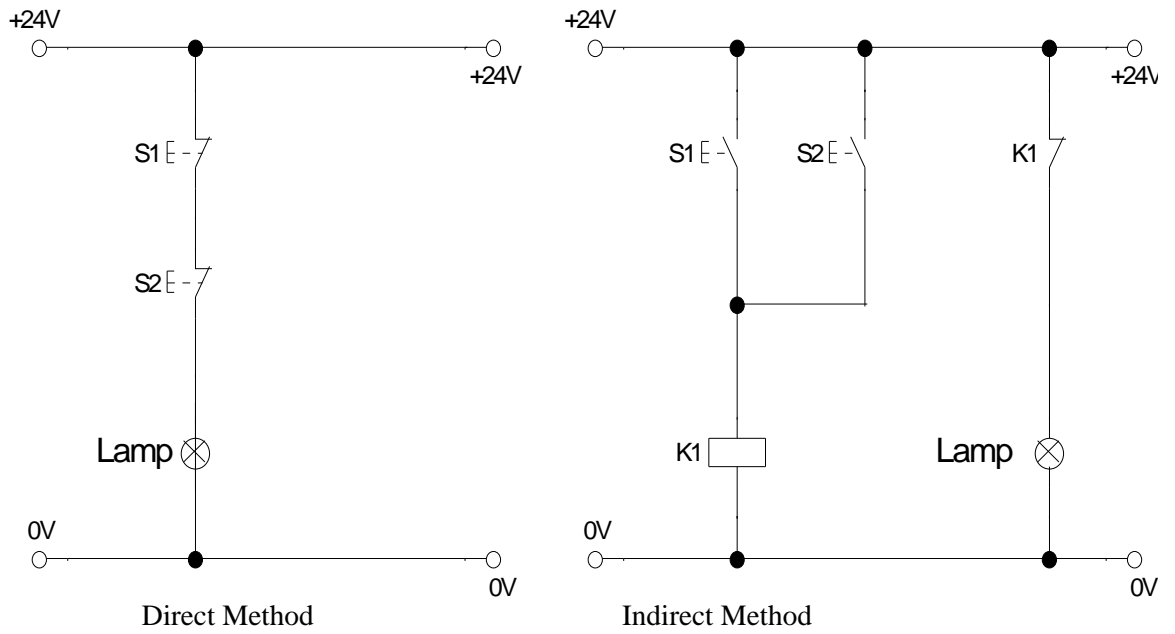 +24V
+24V
S1
S2
Lamp
0V
0V
Direct Method
+24V
+24V
S1
S2
K1
K1
Lamp
0V
0V
Indirect Method